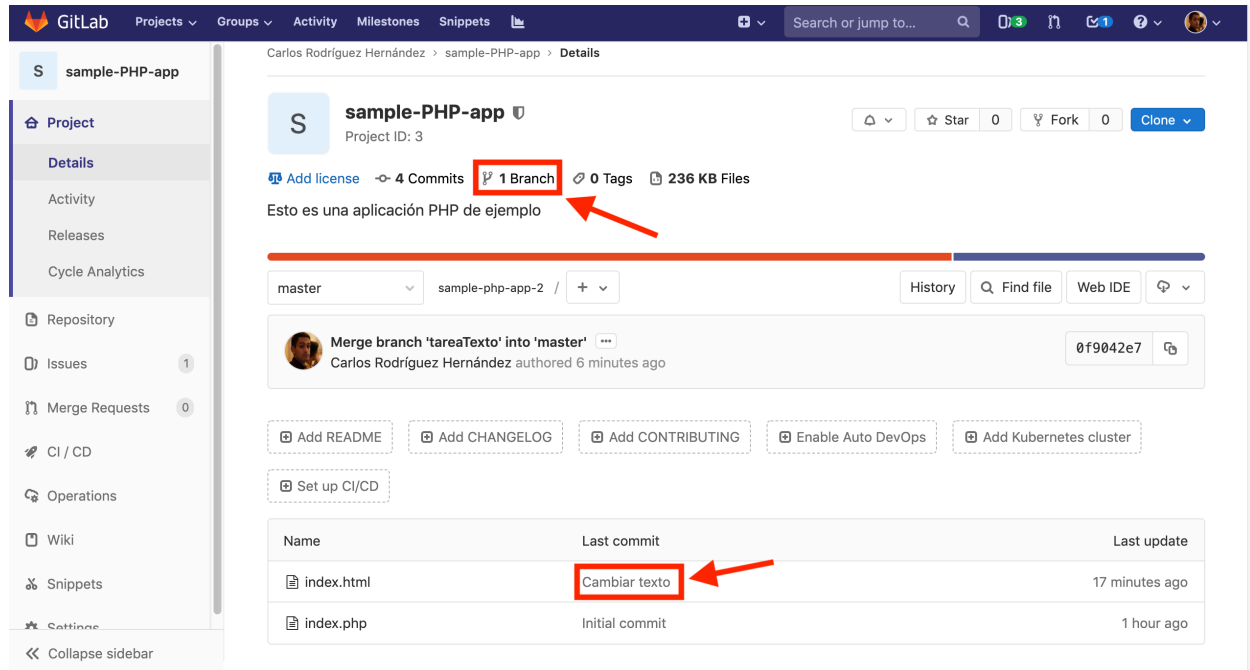 GitLab Projects Groups Activity Milestones Snippets Search or jump to... 3 1
S sample-PHP-app
Project
Details
Activity
Releases
Cycle Analytics
Repository
Issues 1
Merge Requests 0
CI / CD
Operations
Wiki
Snippets
Settings
Collapse sidebar
Carlos Rodríguez Hernández > sample-PHP-app > Details
S
sample-PHP-app
Project ID: 3
Star 0 Fork 0 Clone
Add license 4 Commits 1 Branch 0 Tags 236 KB Files
Esto es una aplicación PHP de ejemplo
master sample-php-app-2 / + History Find file Web IDE
Merge branch 'tareaTexto' into 'master' ...
Carlos Rodríguez Hernández authored 6 minutes ago
0f9042e7
Add README Add CHANGELOG Add CONTRIBUTING Enable Auto DevOps Add Kubernetes cluster
Set up CI/CD
Name Last commit Last update
index.html Cambiar texto 17 minutes ago
index.php Initial commit 1 hour ago